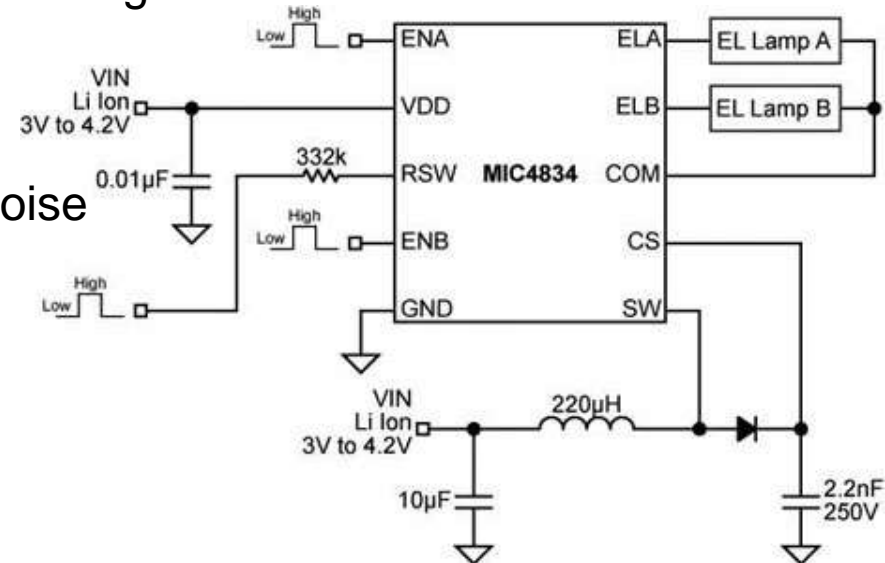 High
Low
ENA
ELA
EL Lamp A
VIN
Li Ion
3V to 4.2V
VDD
ELB
EL Lamp B
332k
0.01µF
RSW
MIC4834
COM
oise
High
Low
ENB
CS
High
Low
GND
SW
VIN
Li Ion
3V to 4.2V
220µH
10µF
2.2nF
250V